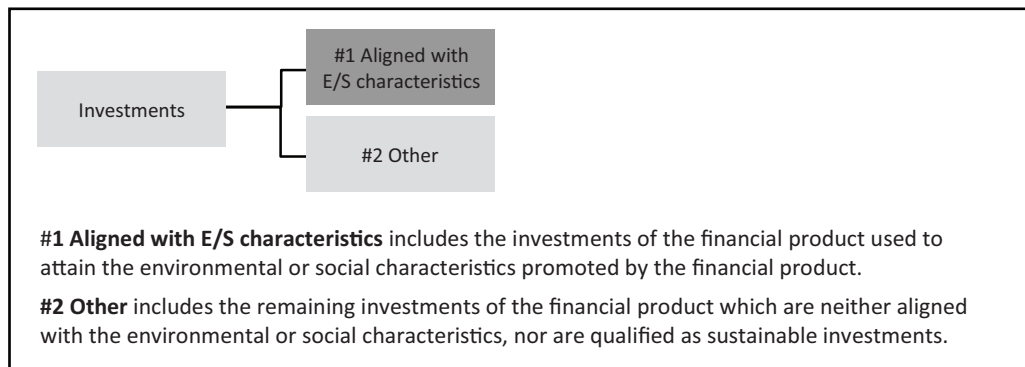 #1 Aligned with
E/S characteristics
Investments
#2 Other
#1 Aligned with E/S characteristics includes the investments of the financial product used to
attain the environmental or social characteristics promoted by the financial product.
#2 Other includes the remaining investments of the financial product which are neither aligned
with the environmental or social characteristics, nor are qualified as sustainable investments.